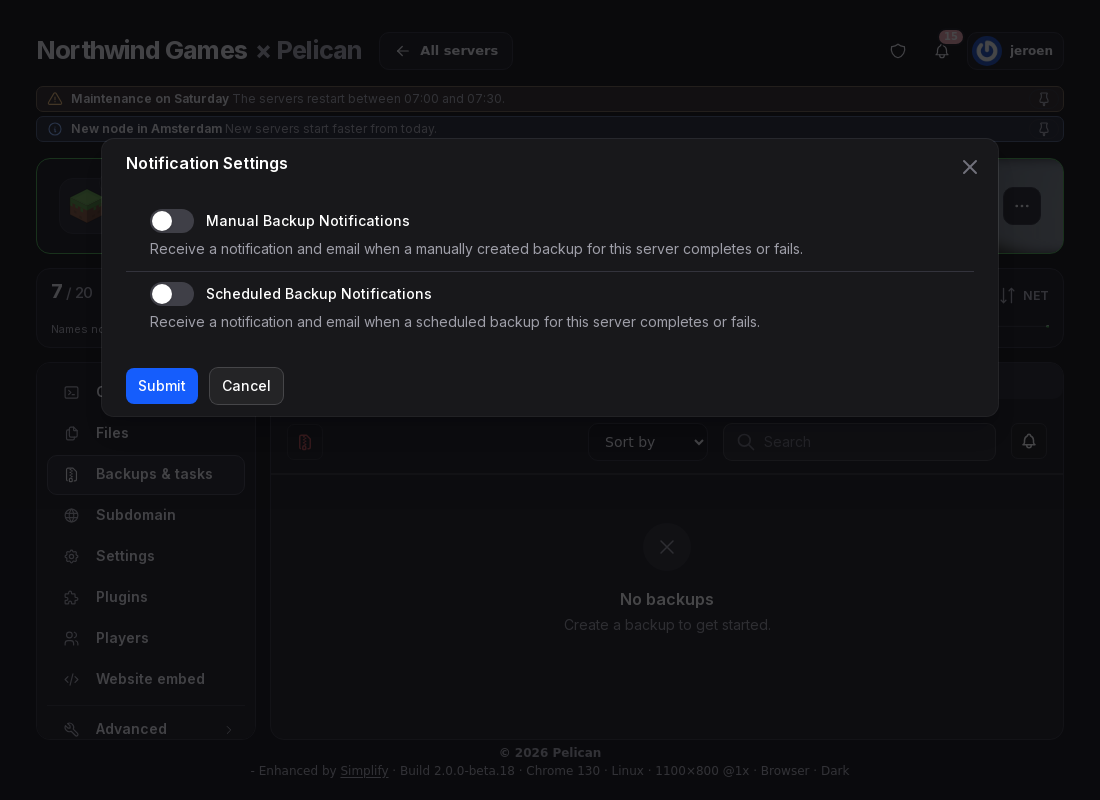 Northwind Games × Pelican
All servers
15
jeroen
Maintenance on Saturday The servers restart between 07:00 and 07:30.
New node in Amsterdam New servers start faster from today.
Notification Settings
Manual Backup Notifications
Receive a notification and email when a manually created backup for this server completes or fails.
Scheduled Backup Notifications
Receive a notification and email when a scheduled backup for this server completes or fails.
Submit
Cancel
7 / 20
NET
Names
Files
Backups & tasks
Subdomain
Settings
Plugins
Players
Website embed
Advanced
Sort by
Search
No backups
Create a backup to get started.
© 2026 Pelican
- Enhanced by Simplify · Build 2.0.0-beta.18 · Chrome 130 · Linux · 1100×800 @1x · Browser · Dark